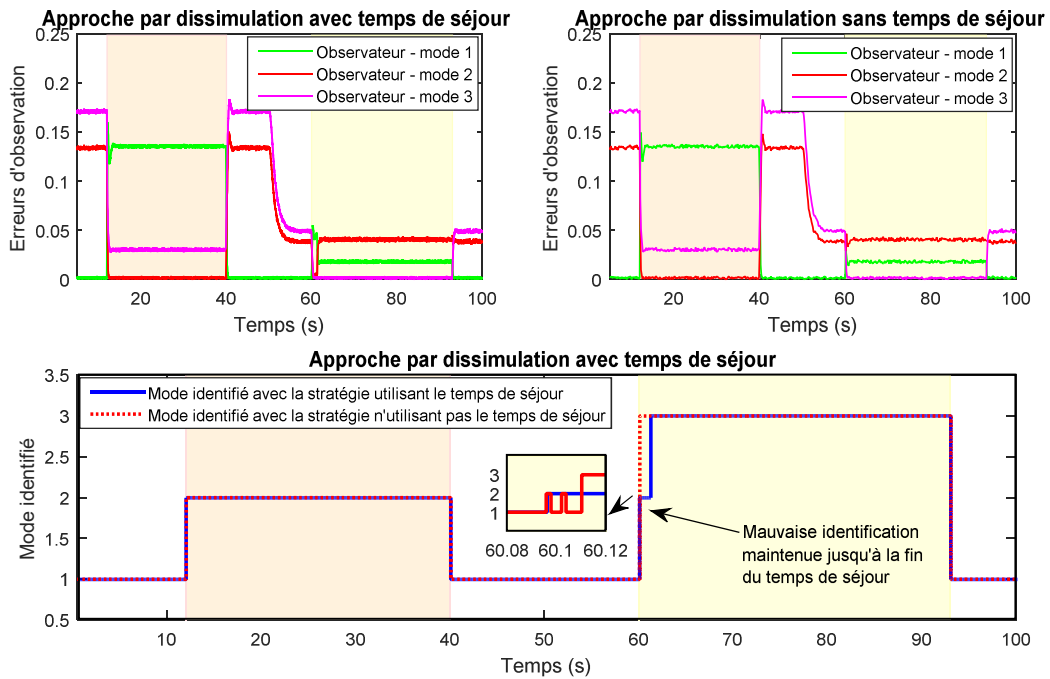 Approche par dissimulation avec temps de séjour
Erreurs d'observation
0.25
0.2
0.15
0.1
0.05
0
Observateur - mode 1
Observateur - mode 2
Observateur - mode 3
20
40
60
80
100
Temps (s)
Approche par dissimulation sans temps de séjour
Erreurs d'observation
0.25
0.2
0.15
0.1
0.05
0
Observateur - mode 1
Observateur - mode 2
Observateur - mode 3
20
40
60
80
100
Temps (s)
Approche par dissimulation avec temps de séjour
Mode identifié
3.5
3
2.5
2
1.5
1
0.5
Mode identifié avec la stratégie utilisant le temps de séjour
Mode identifié avec la stratégie n'utilisant pas le temps de séjour
3
2
1
60.08
60.1
60.12
Mauvaise identification
maintenue jusqu'à la fin
du temps de séjour
10
20
30
40
50
60
70
80
90
100
Temps (s)